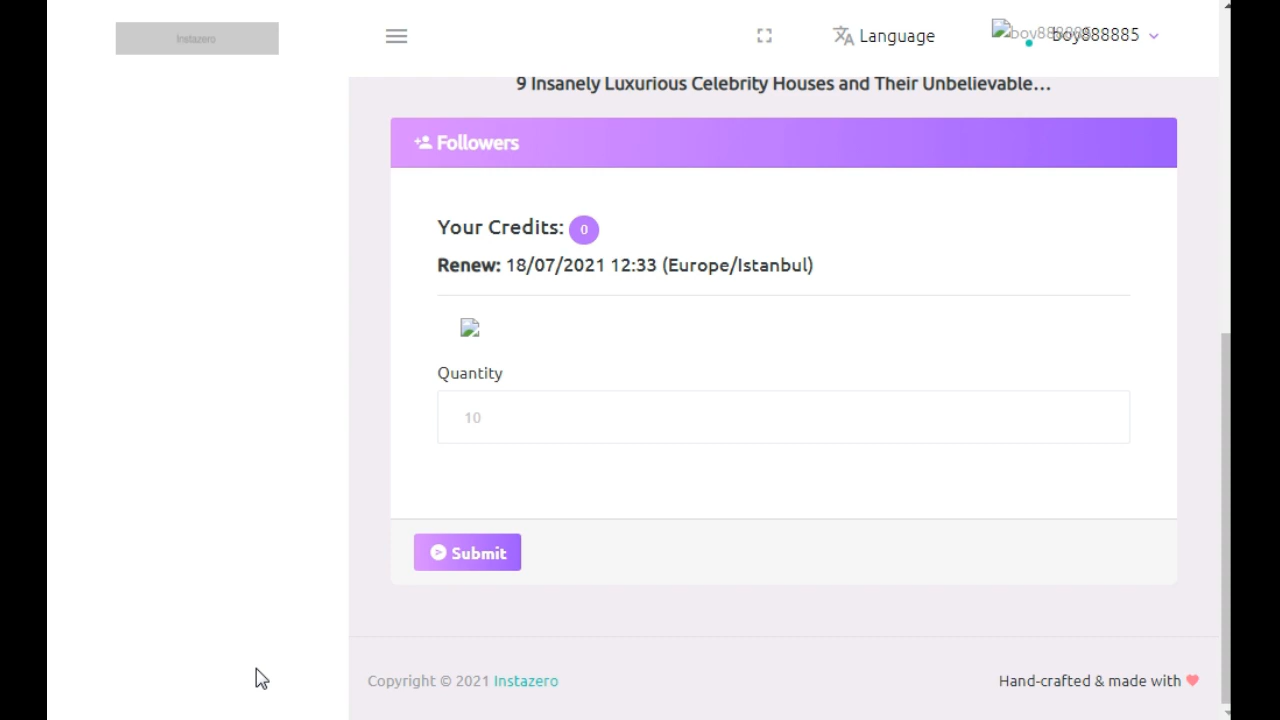 Instazero
Language
boy888885
9 Insanely Luxurious Celebrity Houses and Their Unbelievable...
Followers
Your Credits: 0
Renew: 18/07/2021 12:33 (Europe/Istanbul)
Quantity
10
Submit
Copyright © 2021 Instazero
Hand-crafted & made with